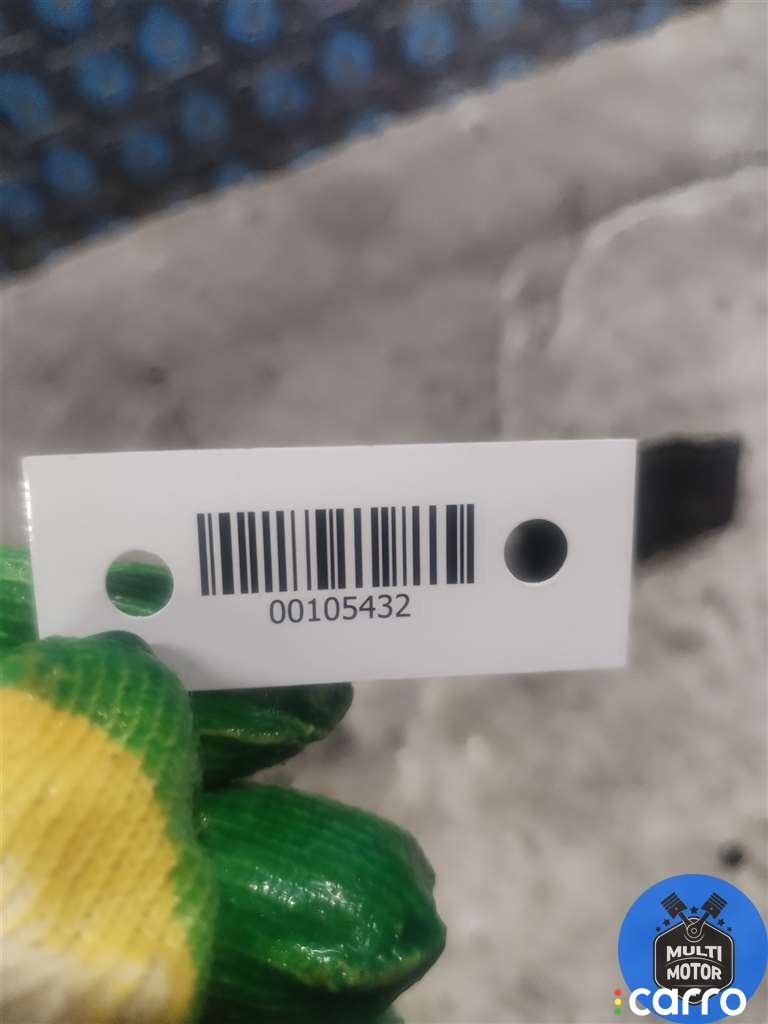 00105432
MULTI
MOTOR
carro